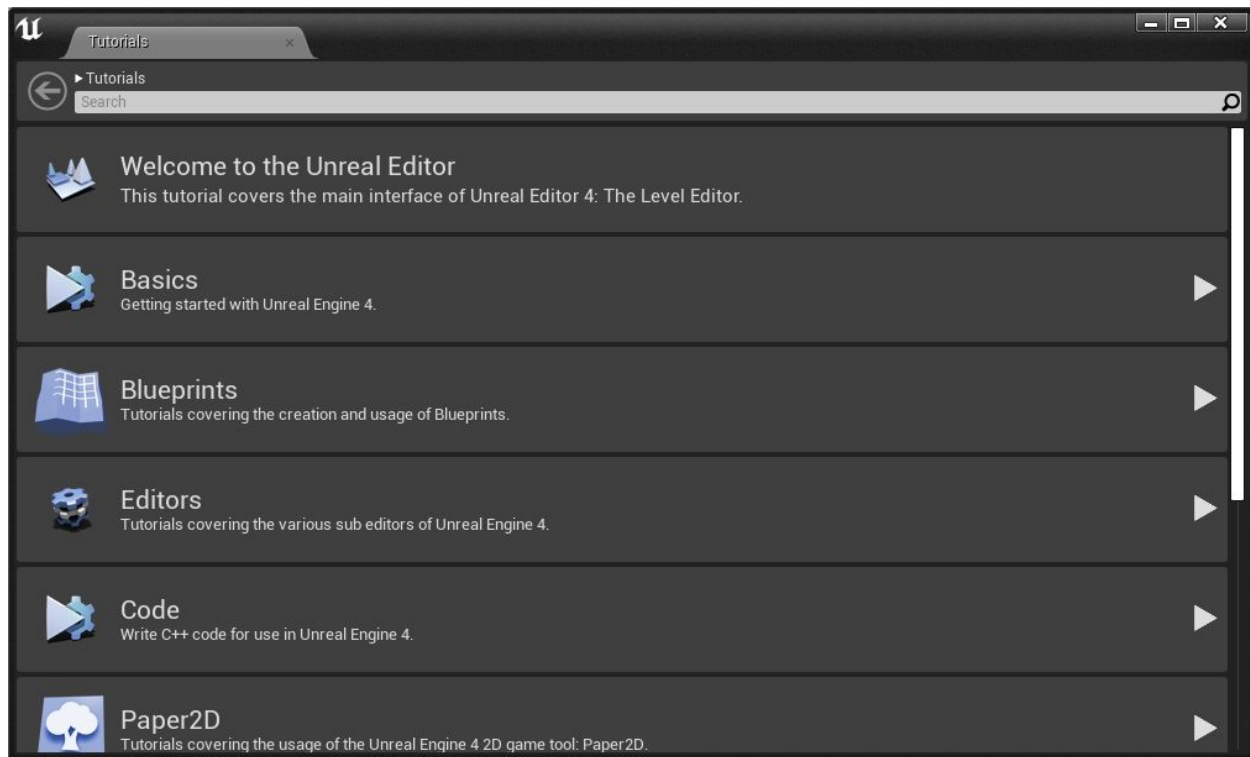 Tutorials
Tutorials
Search
Welcome to the Unreal Editor
This tutorial covers the main interface of Unreal Editor 4: The Level Editor.
Basics
Getting started with Unreal Engine 4.
Blueprints
Tutorials covering the creation and usage of Blueprints.
Editors
Tutorials covering the various sub editors of Unreal Engine 4.
Code
Write C++ code for use in Unreal Engine 4.
Paper2D
Tutorials covering the usage of the Unreal Engine 4 2D game tool: Paper2D.